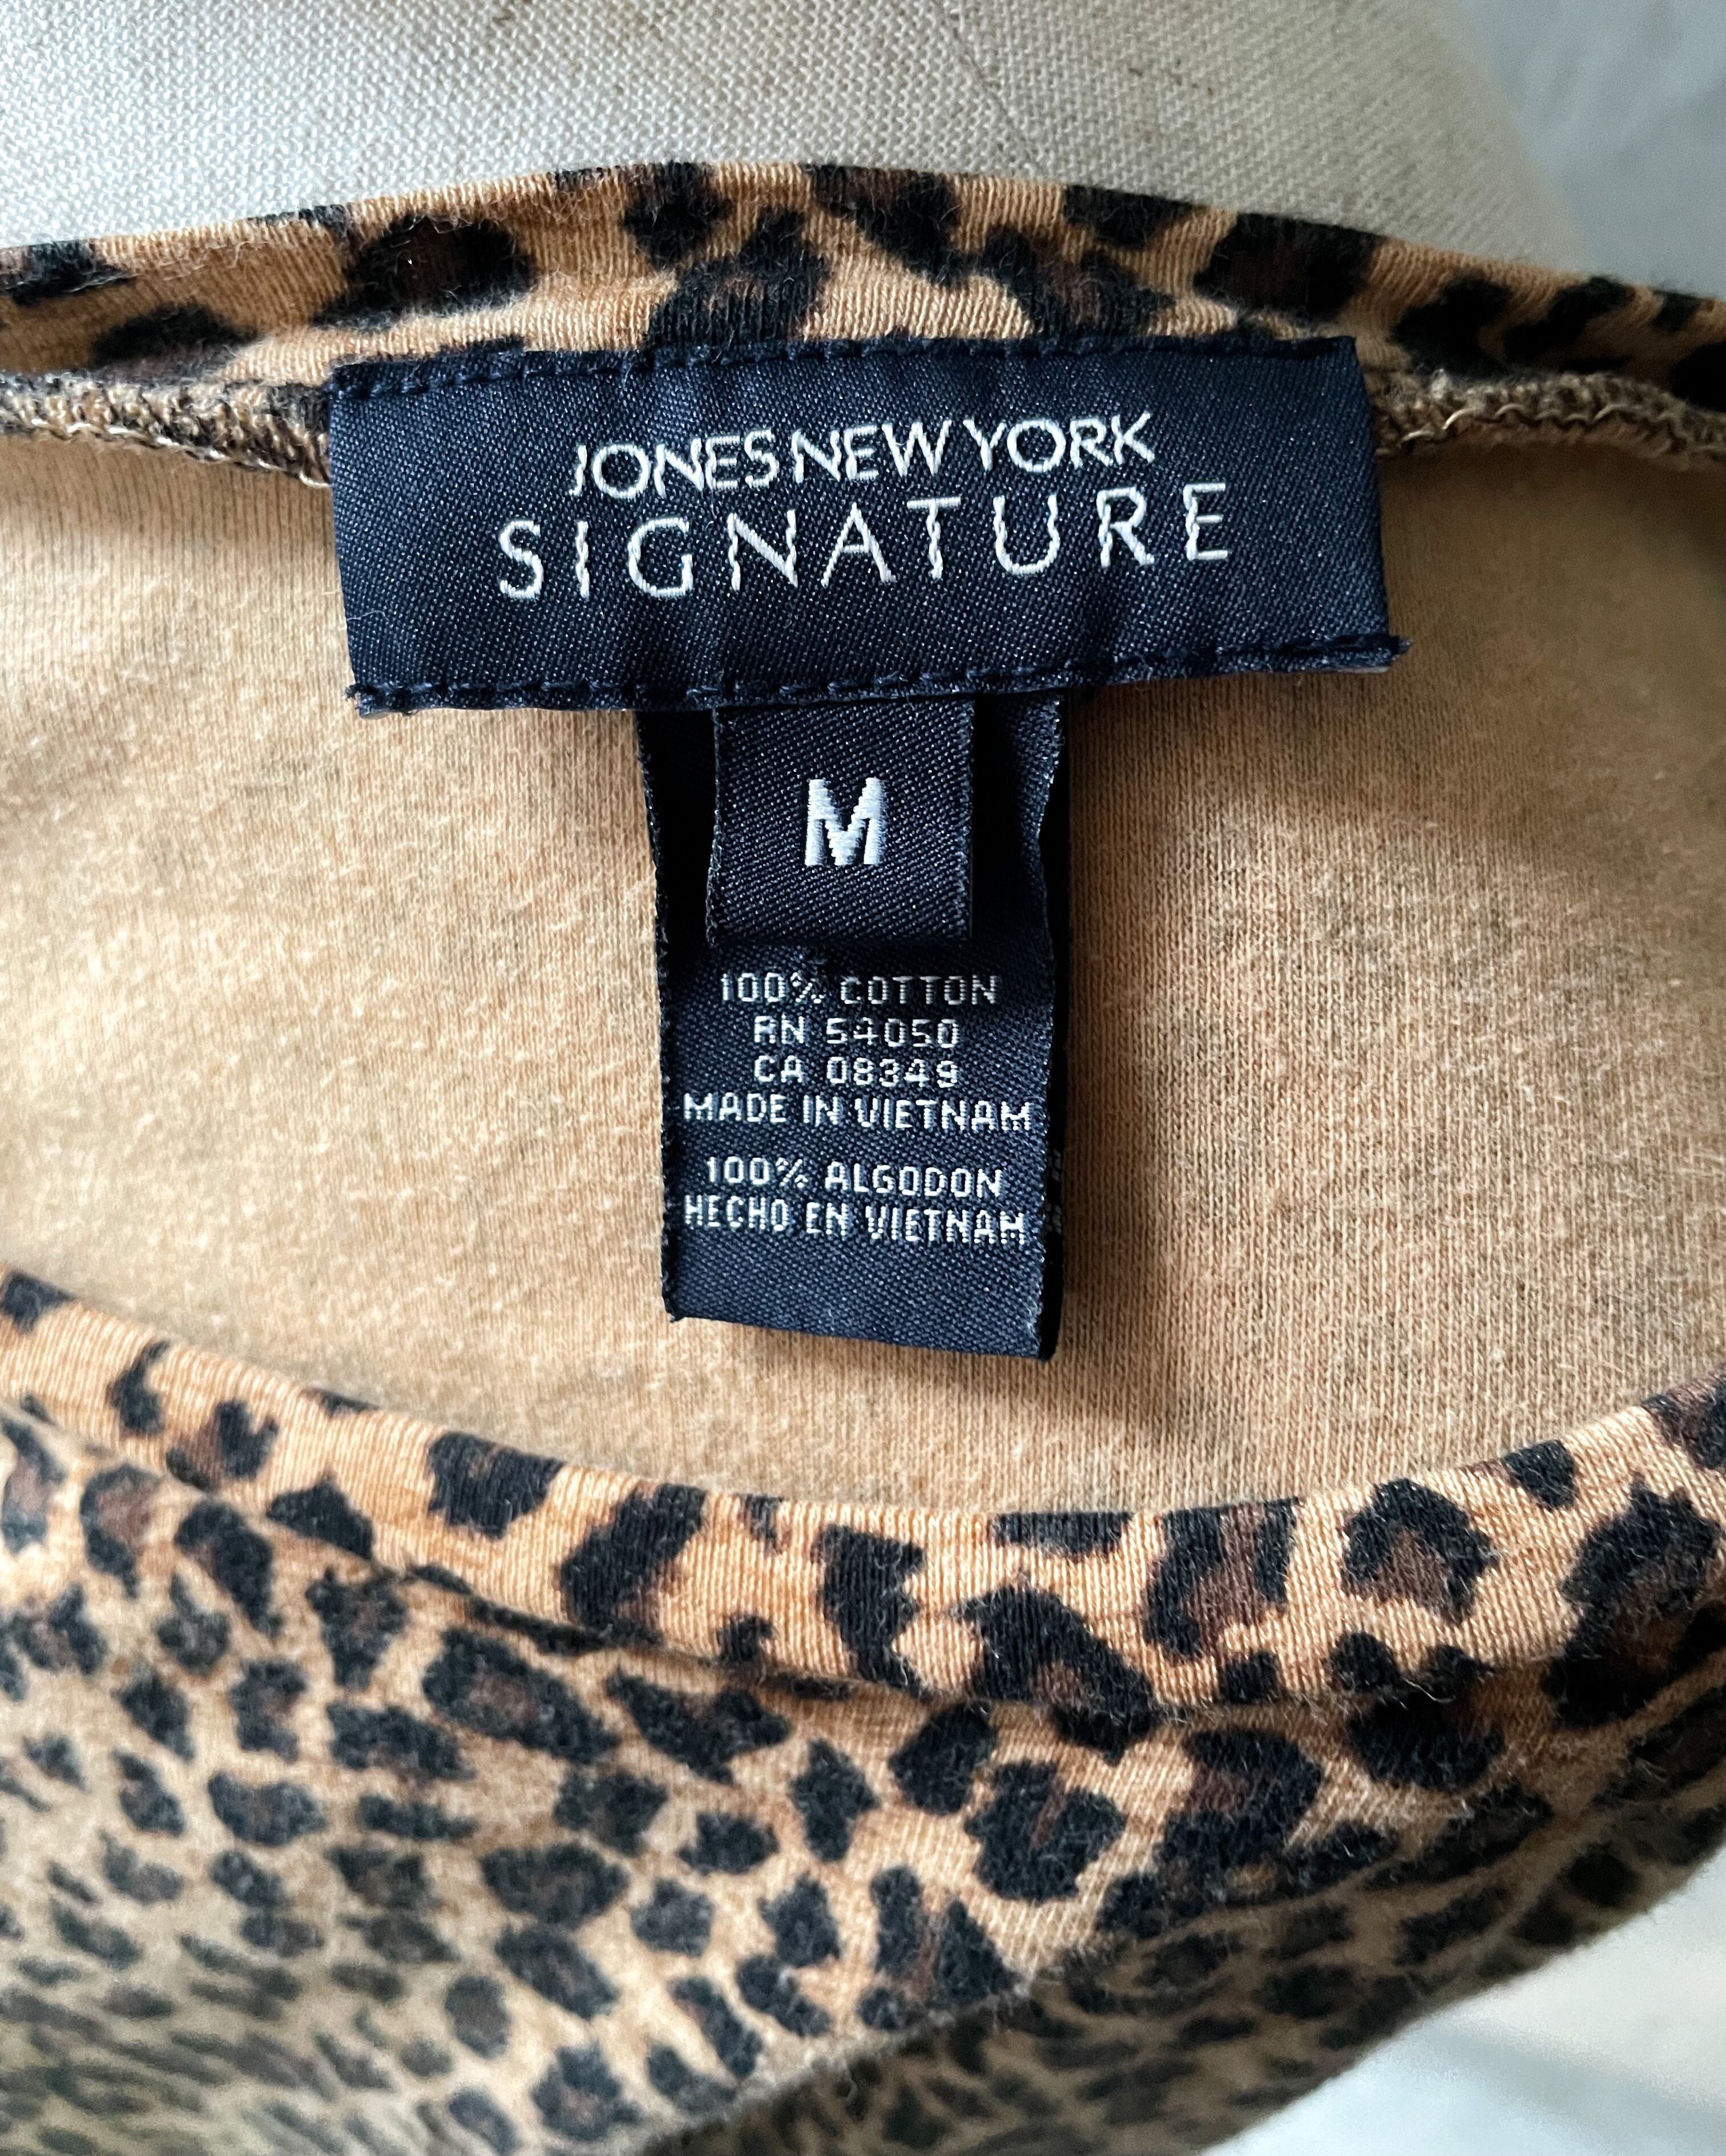 JONES NEW YORK
SIGNATURE
M
100% COTTON
RN 54050
CA 08349
MADE IN VIETNAM
100% ALGODON
HECHO EN VIETNAM